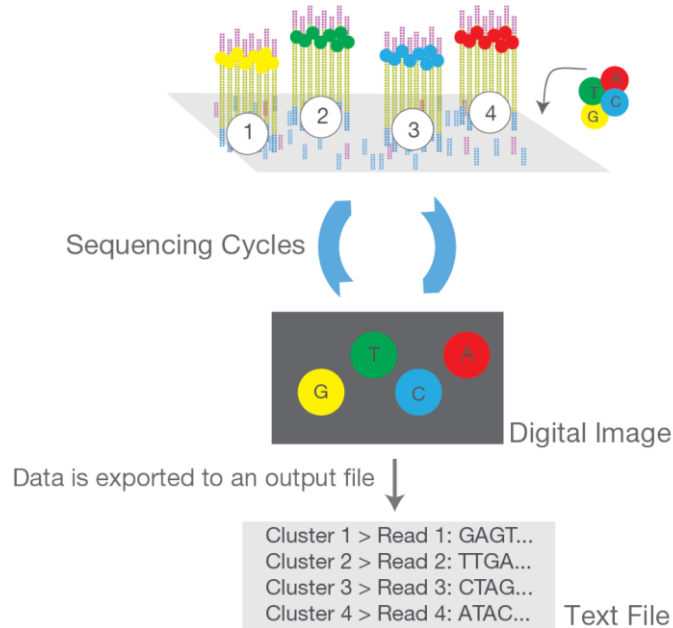 A
T
C
G
1
2
3
4
Sequencing Cycles
T
A
G
C
Digital Image
Data is exported to an output file
Cluster 1 > Read 1: GAGT...
Cluster 2 > Read 2: TTGA...
Cluster 3 > Read 3: CTAG...
Cluster 4 > Read 4: ATAC...
Text File